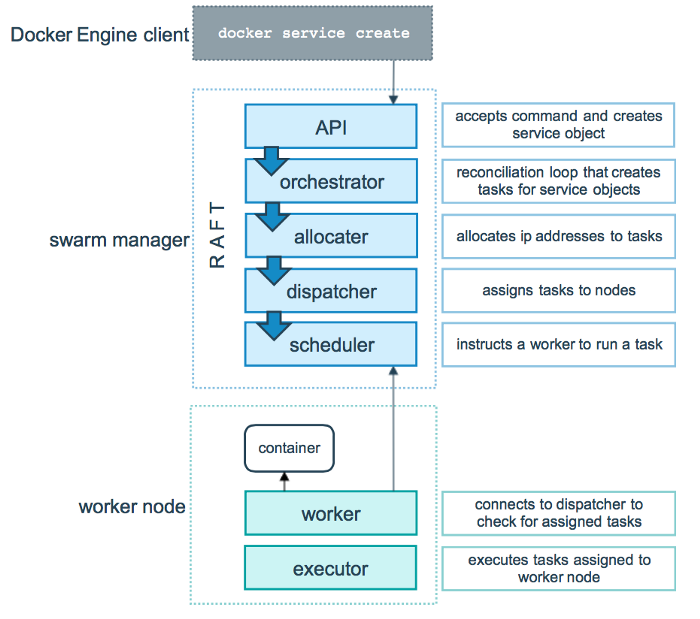 Docker Engine client
docker service create
API
accepts command and creates
service object
orchestrator
reconciliation loop that creates
tasks for service objects
RAFT
swarm manager
allocater
allocates ip addresses to tasks
dispatcher
assigns tasks to nodes
scheduler
instructs a worker to run a task
container
worker node
worker
connects to dispatcher to
check for assigned tasks
executor
executes tasks assigned to
worker node